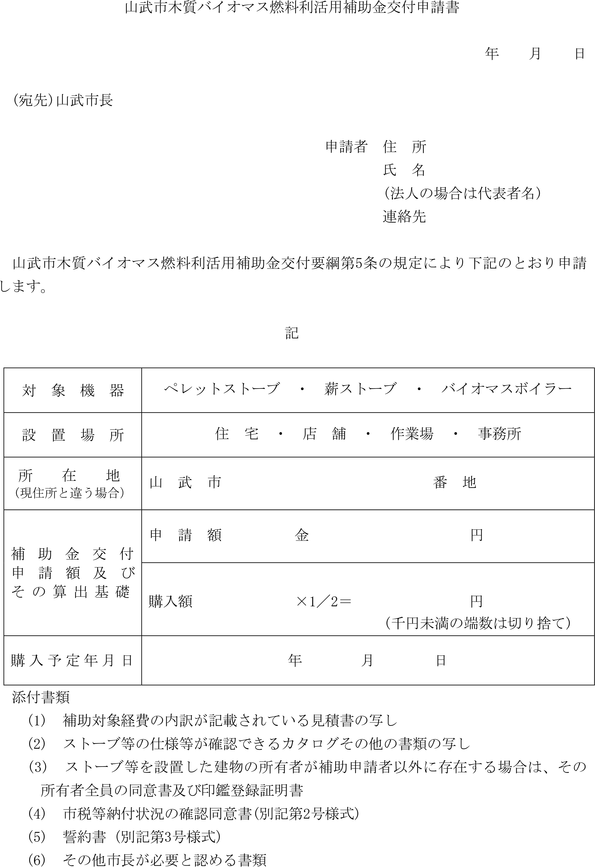 山武市木質バイオマス燃料利活用補助金交付申請書
年　　月　　日
(宛先)山武市長
申請者　住　所
氏　名
(法人の場合は代表者名)
連絡先
山武市木質バイオマス燃料利活用補助金交付要綱第5条の規定により下記のとおり申請
します。
記
対　象　機　器　ペレットストーブ　・　薪ストーブ　・　バイオマスボイラー
設　置　場　所　住　宅　・　店　舗　・　作業場　・　事務所
所　　在　　地
(現住所と違う場合)
山　武　市　　　　　　番　地
補　助　金　交　付
申　請　額　及　び
その算出基礎
申　請　額　　　　金　　　　　　円
購入額　　　　×1／2＝　　　　　　円
(千円未満の端数は切り捨て)
購入予定年月日　　　　年　　　月　　　日
添付書類
(1)　補助対象経費の内訳が記載されている見積書の写し
(2)　ストーブ等の仕様等が確認できるカタログその他の書類の写し
(3)　ストーブ等を設置した建物の所有者が補助申請者以外に存在する場合は、その
所有者全員の同意書及び印鑑登録証明書
(4)　市税等納付状況の確認同意書(別記第2号様式)
(5)　誓約書 (別記第3号様式)
(6)　その他市長が必要と認める書類